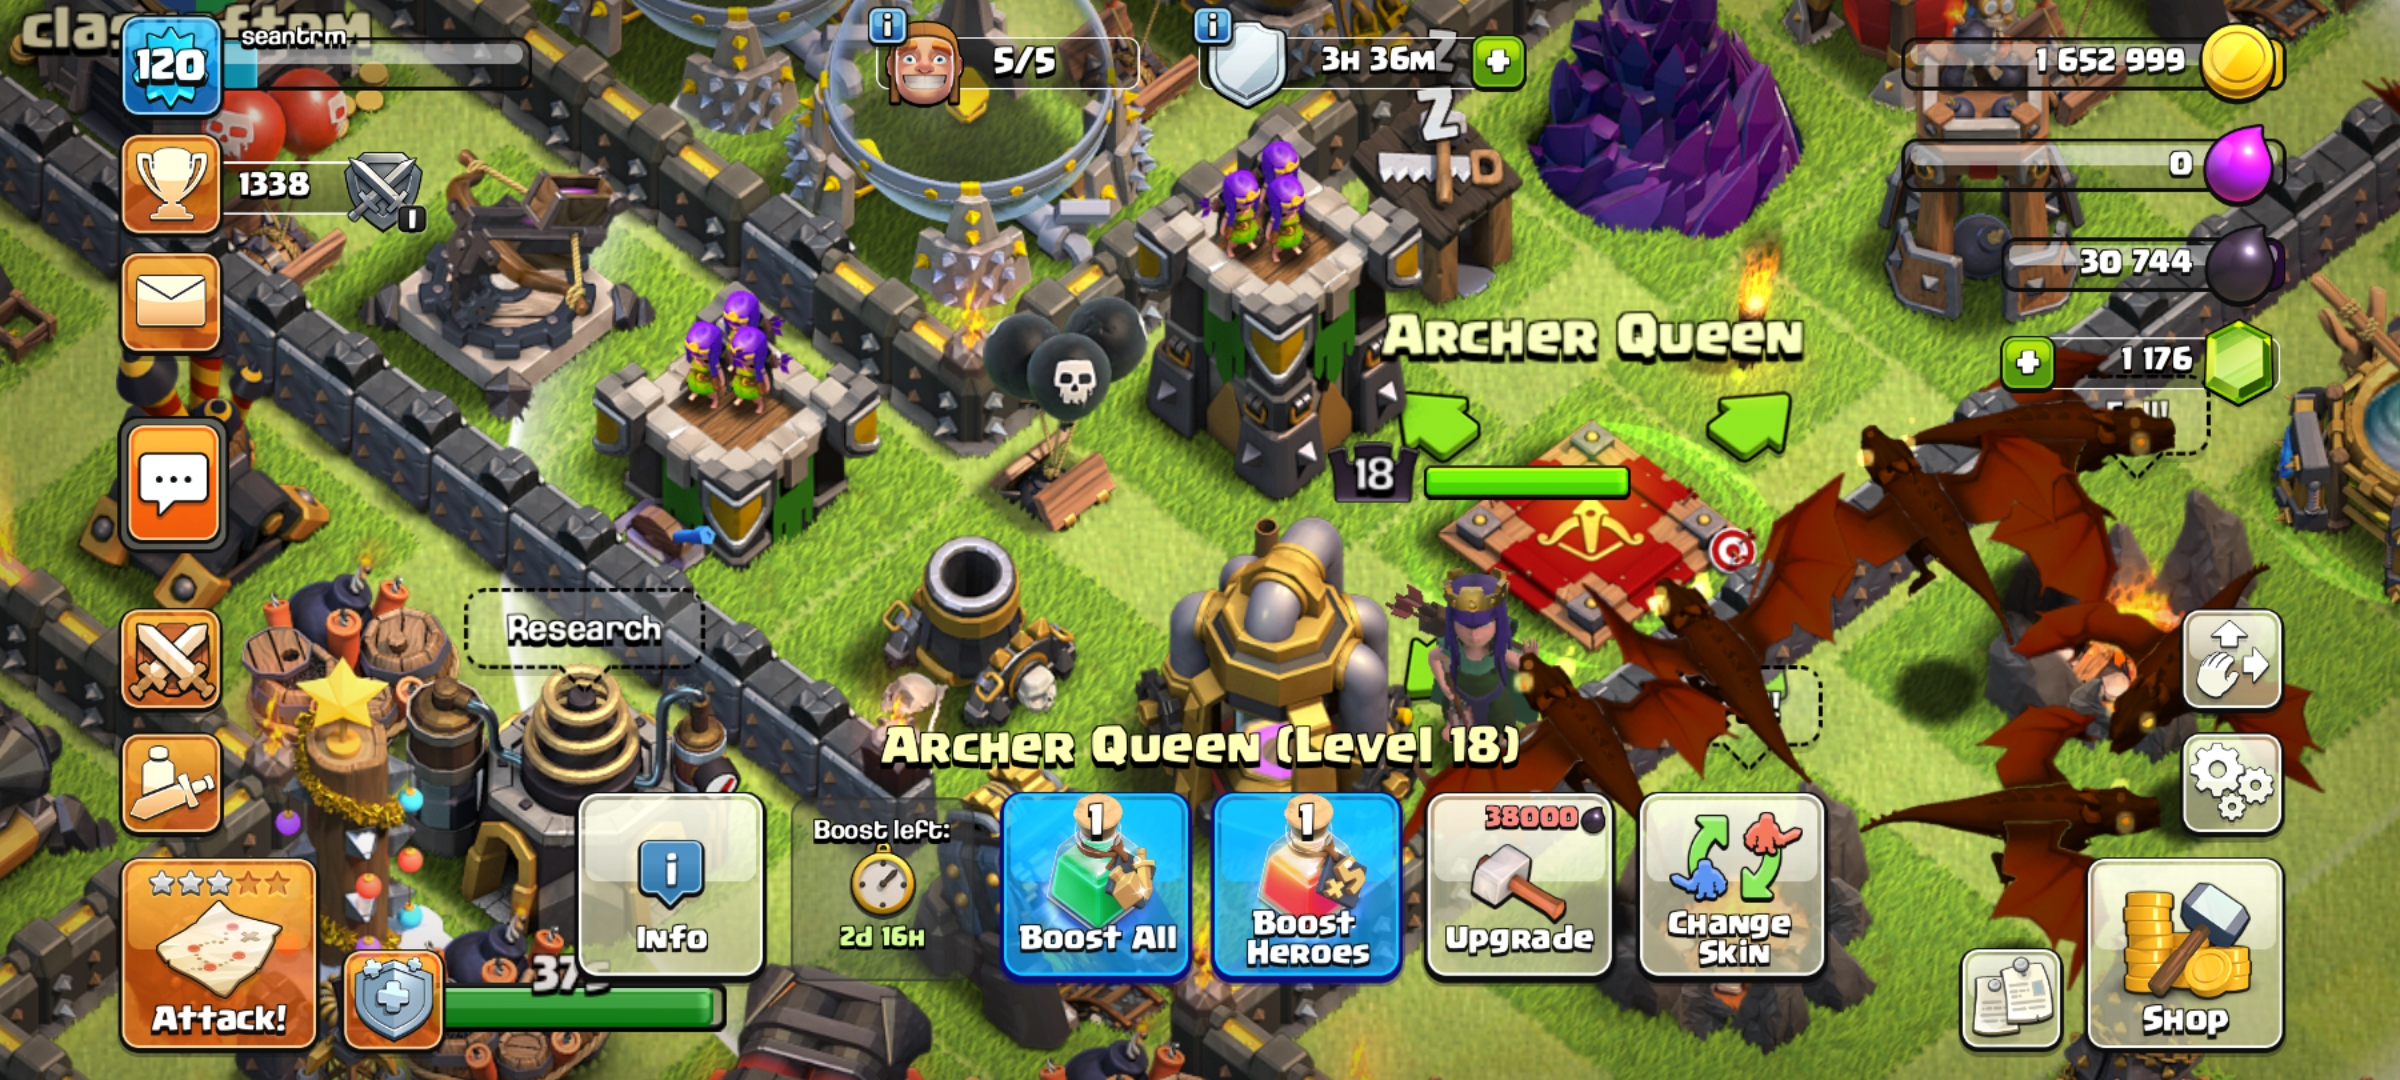 120
seantrm
5/5
3H 36M
1 652 999
1338
I
0
30 744
1 176
Z
Z
Archer Queen
18
Research
Archer Queen (Level 18)
Info
Boost left:
2d 16H
1
Boost All
1
Boost Heroes
38000
Upgrade
Change
Skin
Attack!
Shop